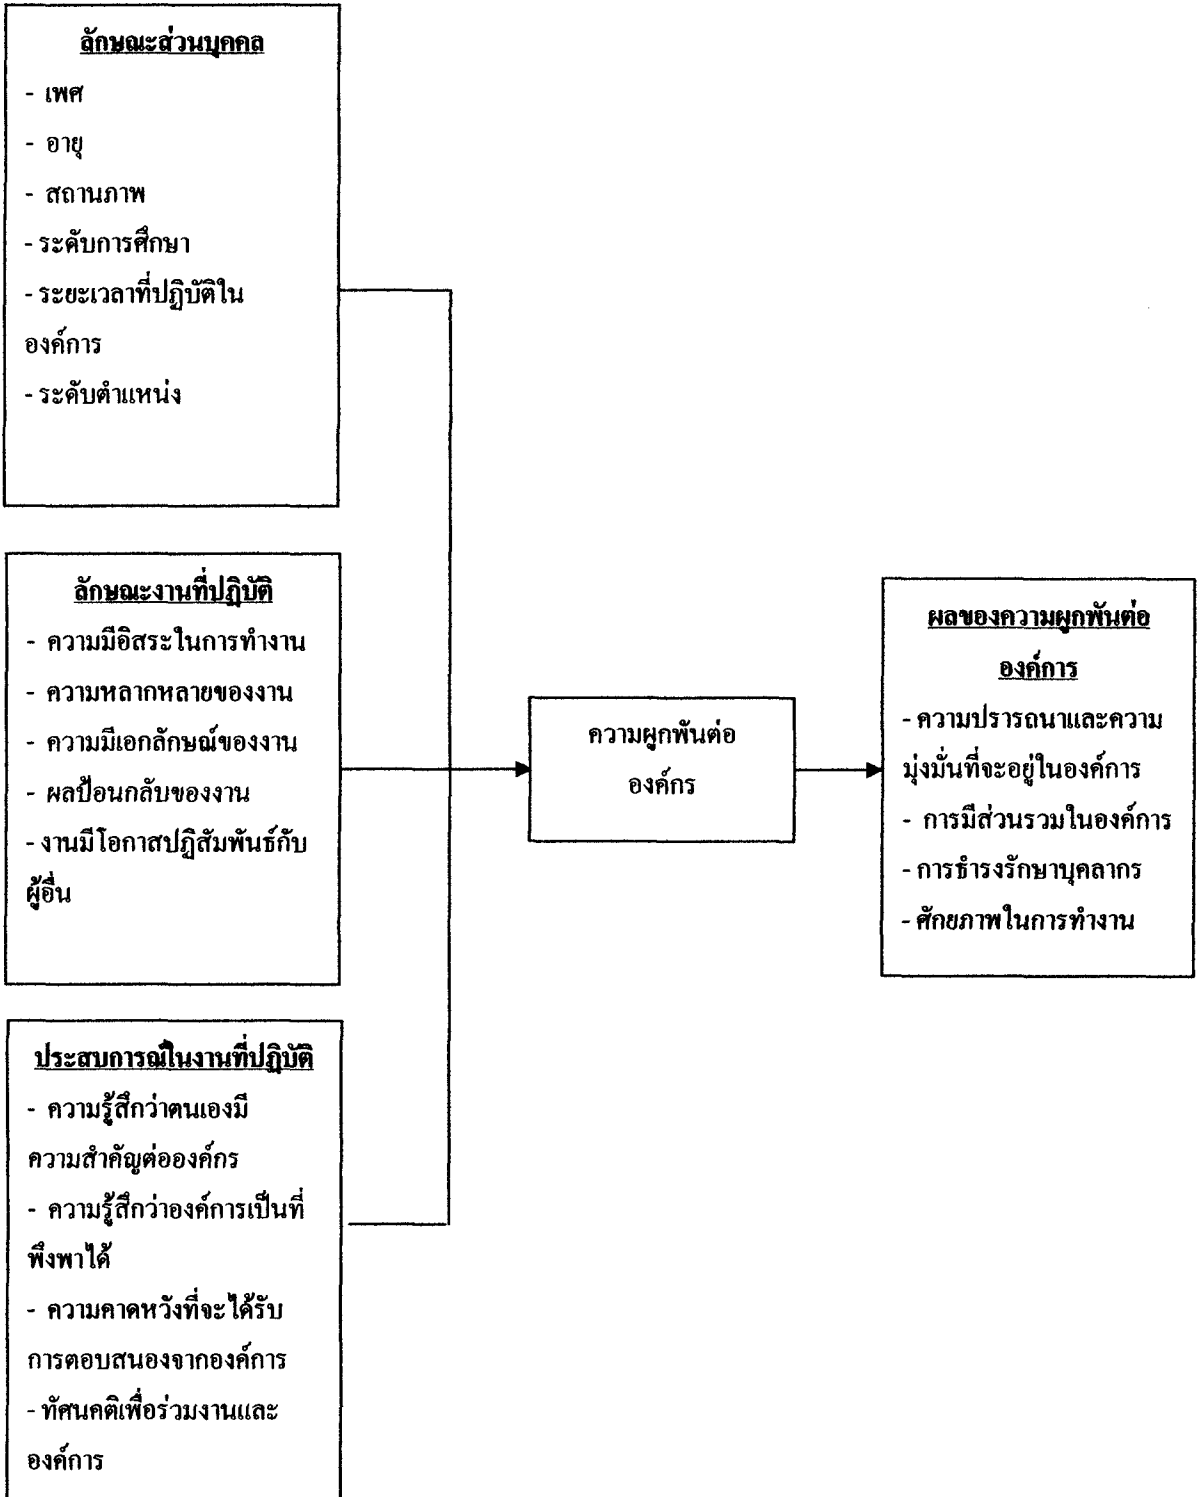 ลักษณะส่วนบุคคล
- เพศ
- อายุ
- สถานภาพ
- ระดับการศึกษา
- ระยะเวลาที่ปฏิบัติใน
องค์การ
- ระดับตำแหน่ง
ลักษณะงานที่ปฏิบัติ
- ความมีอิสระในการทำงาน
- ความหลากหลายของงาน
- ความมีเอกลักษณ์ของงาน
- ผลป้อนกลับของงาน
- งานมีโอกาสปฏิสัมพันธ์กับ
ผู้อื่น
ประสบการณ์ในงานที่ปฏิบัติ
- ความรู้สึกว่าตนเองมี
ความสำคัญต่อองค์กร
- ความรู้สึกว่าองค์การเป็นที่
พึ่งพาได้
- ความคาดหวังที่จะได้รับ
การตอบสนองจากองค์การ
- ทัศนคติเพื่อร่วมงานและ
องค์การ
ความผูกพันต่อ
องค์กร
ผลของความผูกพันต่อ
องค์การ
- ความปรารถนาและความ
มุ่งมั่นที่จะอยู่ในองค์การ
- การมีส่วนรวมในองค์การ
- การธำรงรักษาบุคลากร
- ศักยภาพในการทำงาน